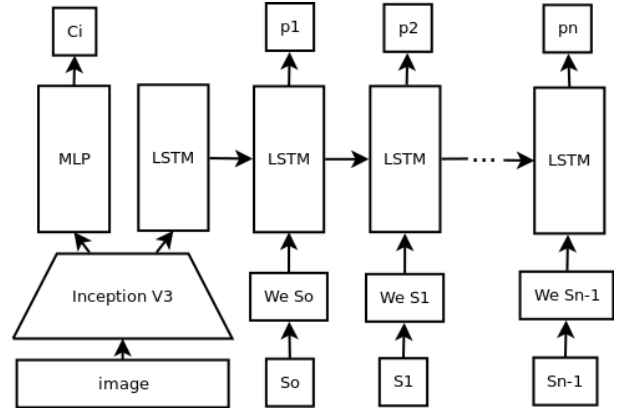 Ci
p1
p2
pn
MLP
LSTM
LSTM
LSTM
...
LSTM
Inception V3
We So
We S1
We Sn-1
image
So
S1
Sn-1